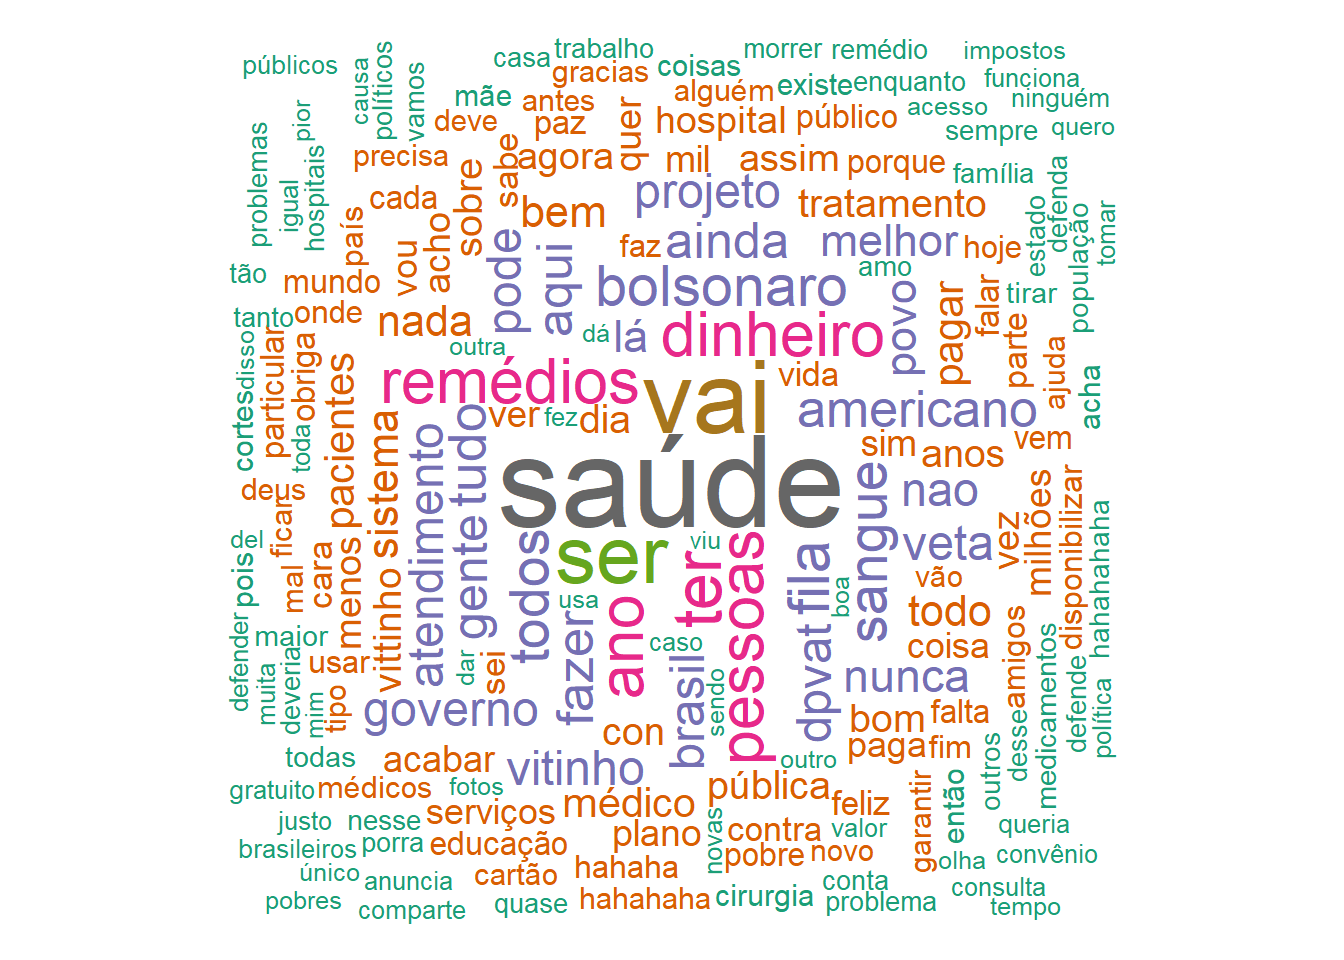 saúde
vai
ser
remédios
dinheiro
ano
ter
pessoas
bolsonaro
americano
projeto
ainda
melhor
pode
aqui
lá
povo
atendimento
gente
tudo
todos
fazer
governo
vitinho
brasil
dpvat
fila
sangue
nao
veta
nunca
médico
públicos
causa
políticos
vamos
casa
trabalho
gracias
coisas
morrer
remédio
impostos
mãe
antes
alguém
existe
enquanto
funciona
acesso
ninguém
deve
paz
quer
hospital
público
sempre
quero
problemas
igual
pior
hospitais
precisa
sabe
agora
mil
assim
porque
família
país
cada
sobre
bem
tratamento
estado
defenda
população
tomar
tão
mundo
vou
acho
faz
amo
hoje
tirar
tanto
onde
nada
outra
dá
pagar
falar
parte
ajuda
acha
cortes
disso
particular
toda
obriga
pacientes
sistema
ver
fez
dia
vida
sim
anos
vem
deus
del
pois
ficar
mal
cara
menos
vittinho
usa
viu
boa
vão
vez
milhões
disponibilizar
hahahahaha
todo
coisa
defender
muita
maior
deveria
mim
usar
tipo
dar
sei
caso
sendo
con
amigos
medicamentos
defende
política
bom
falta
todas
acabar
outro
paga
fim
desse
outros
gratuito
médicos
fotos
pública
feliz
garantir
então
justo
nesse
serviços
plano
contra
valor
novas
queria
brasileiros
porra
educação
pobre
novo
olha
convênio
único
anuncia
cartão
hahaha
conta
consulta
pobres
comparte
quase
hahahaha
cirurgia
problema
tempo